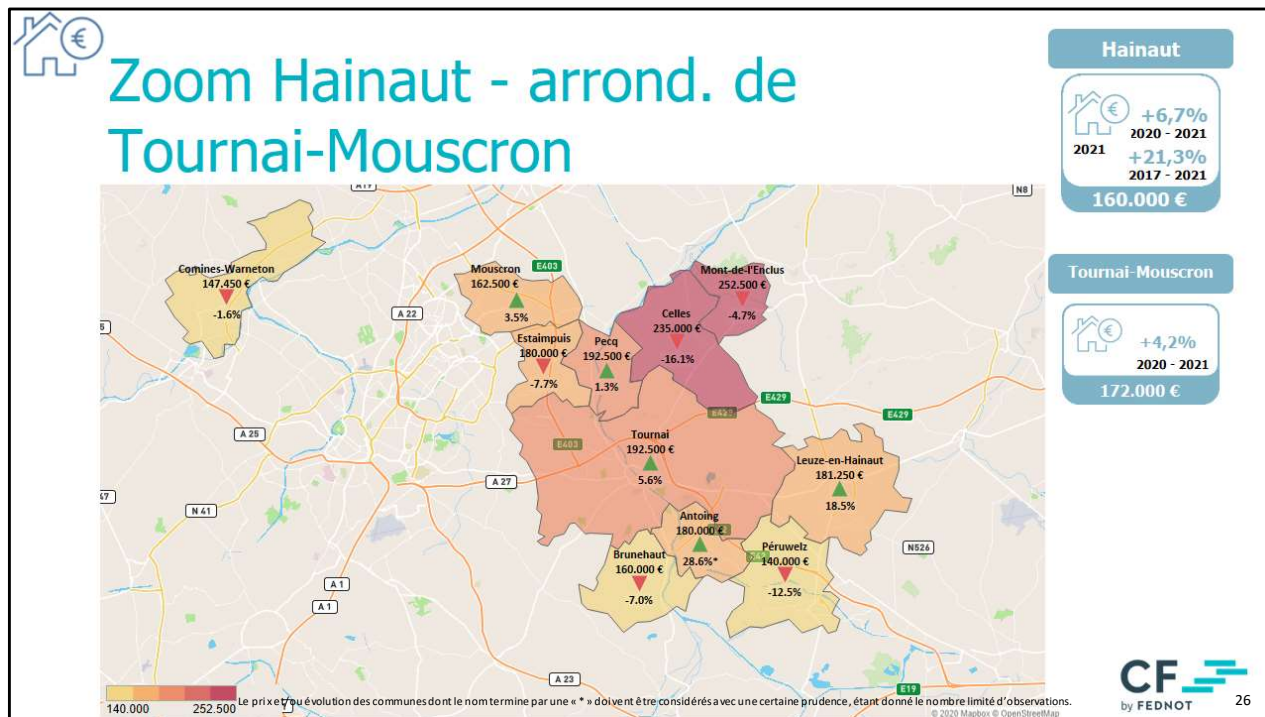 Zoom Hainaut - arrond. de
Tournai-Mouscron
Hainaut
+6,7%
2020 - 2021
2021
+21,3%
2017 - 2021
160.000 €
Tournai-Mouscron
+4,2%
2020 - 2021
172.000 €
A 19
N8
Comines-Warneton
147.450 €
-1.6%
Mouscron
162.500 €
3.5%
E403
A 22
Mont-de-l'Enclus
252.500 €
-4.7%
Celles
235.000 €
-16.1%
Estaimpuis
180.000 €
-7.7%
Pecq
192.500 €
1.3%
E429
E429
E429
A 25
E403
Tournai
192.500 €
5.6%
A 27
Leuze-en-Hainaut
181.250 €
18.5%
47
N 41
Antoing
180.000 €
28.6%*
Brunehaut
160.000 €
-7.0%
Péruwelz
140.000 €
-12.5%
N526
A 1
A 1
A 23
E19
140.000
252.500
Le prix et/ou évolution des communes dont le nom termine par une « * » doivent être considérés avec une certaine prudence, étant donné le nombre limité d'observations.
© 2020 Mapbox © OpenStreetMap
CF
by FEDNOT
26